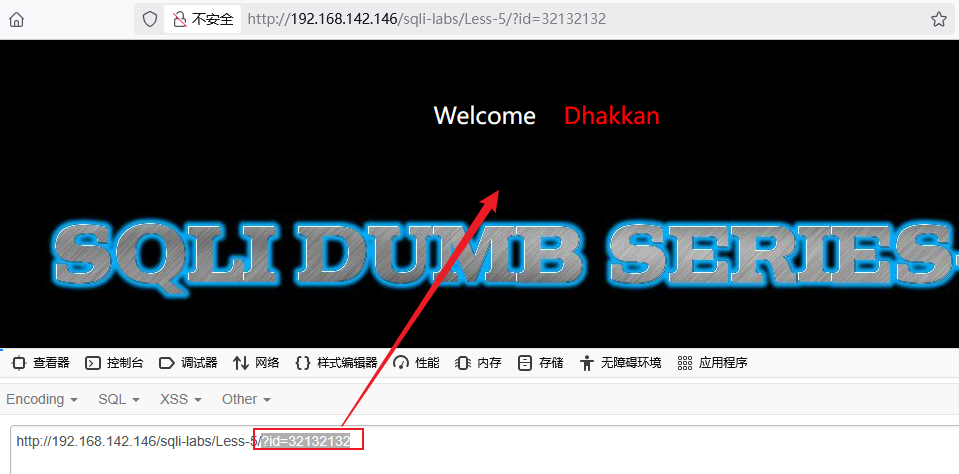 不安全 http://192.168.142.146/sqli-labs/Less-5/?id=32132132
Welcome Dhakkan
SQLI DUMB SERIES-
查看器 控制台 调试器 网络 样式编辑器 性能 内存 存储 无障碍环境 应用程序
Encoding SQL XSS Other
http://192.168.142.146/sqli-labs/Less-5/?id=32132132